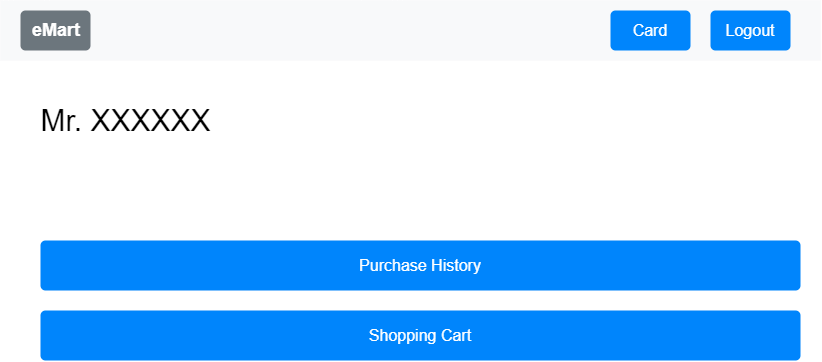 eMart
Card
Logout
Mr. XXXXXX
Purchase History
Shopping Cart